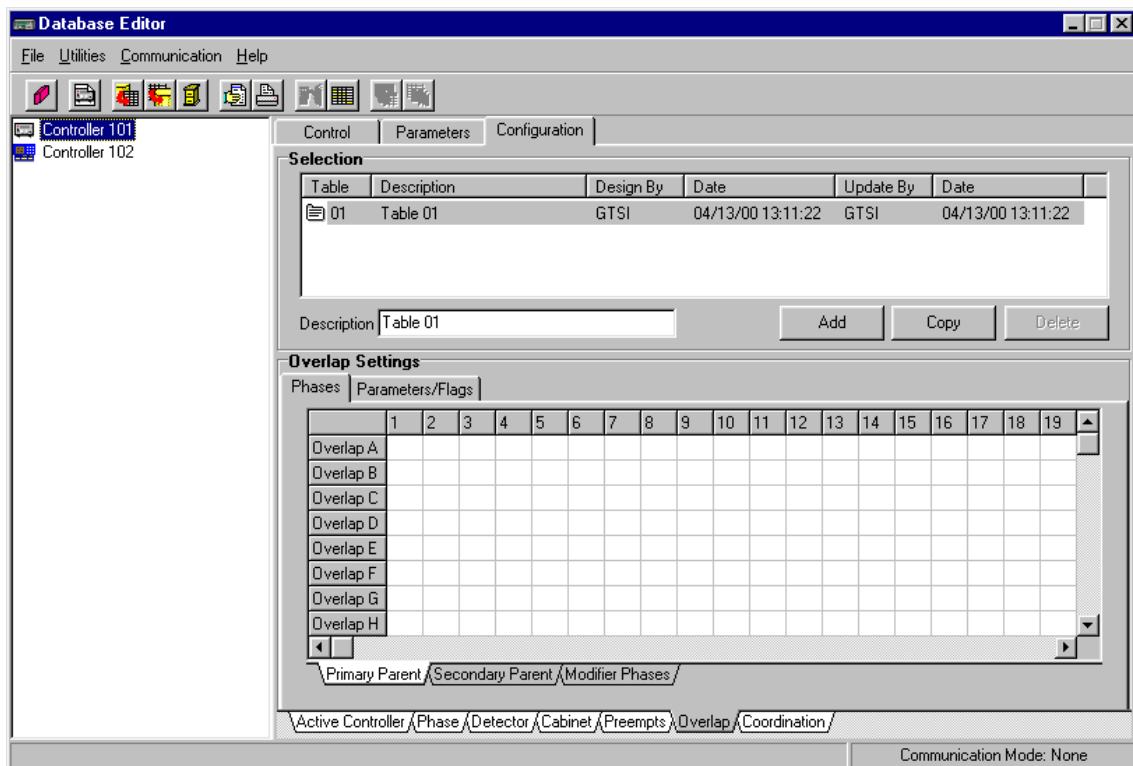 Database Editor
File Utilities Communication Help
Controller 101
Controller 102
Control Parameters Configuration
Selection
Table Description Design By Date Update By Date
01 Table 01 GTSI 04/13/00 13:11:22 GTSI 04/13/00 13:11:22
Description Table 01 Add Copy Delete
Overlap Settings
Phases Parameters/Flags
1 2 3 4 5 6 7 8 9 10 11 12 13 14 15 16 17 18 19
Overlap A
Overlap B
Overlap C
Overlap D
Overlap E
Overlap F
Overlap G
Overlap H
Primary Parent Secondary Parent Modifier Phases
Active Controller Phase Detector Cabinet Preempts Overlap Coordination
Communication Mode: None